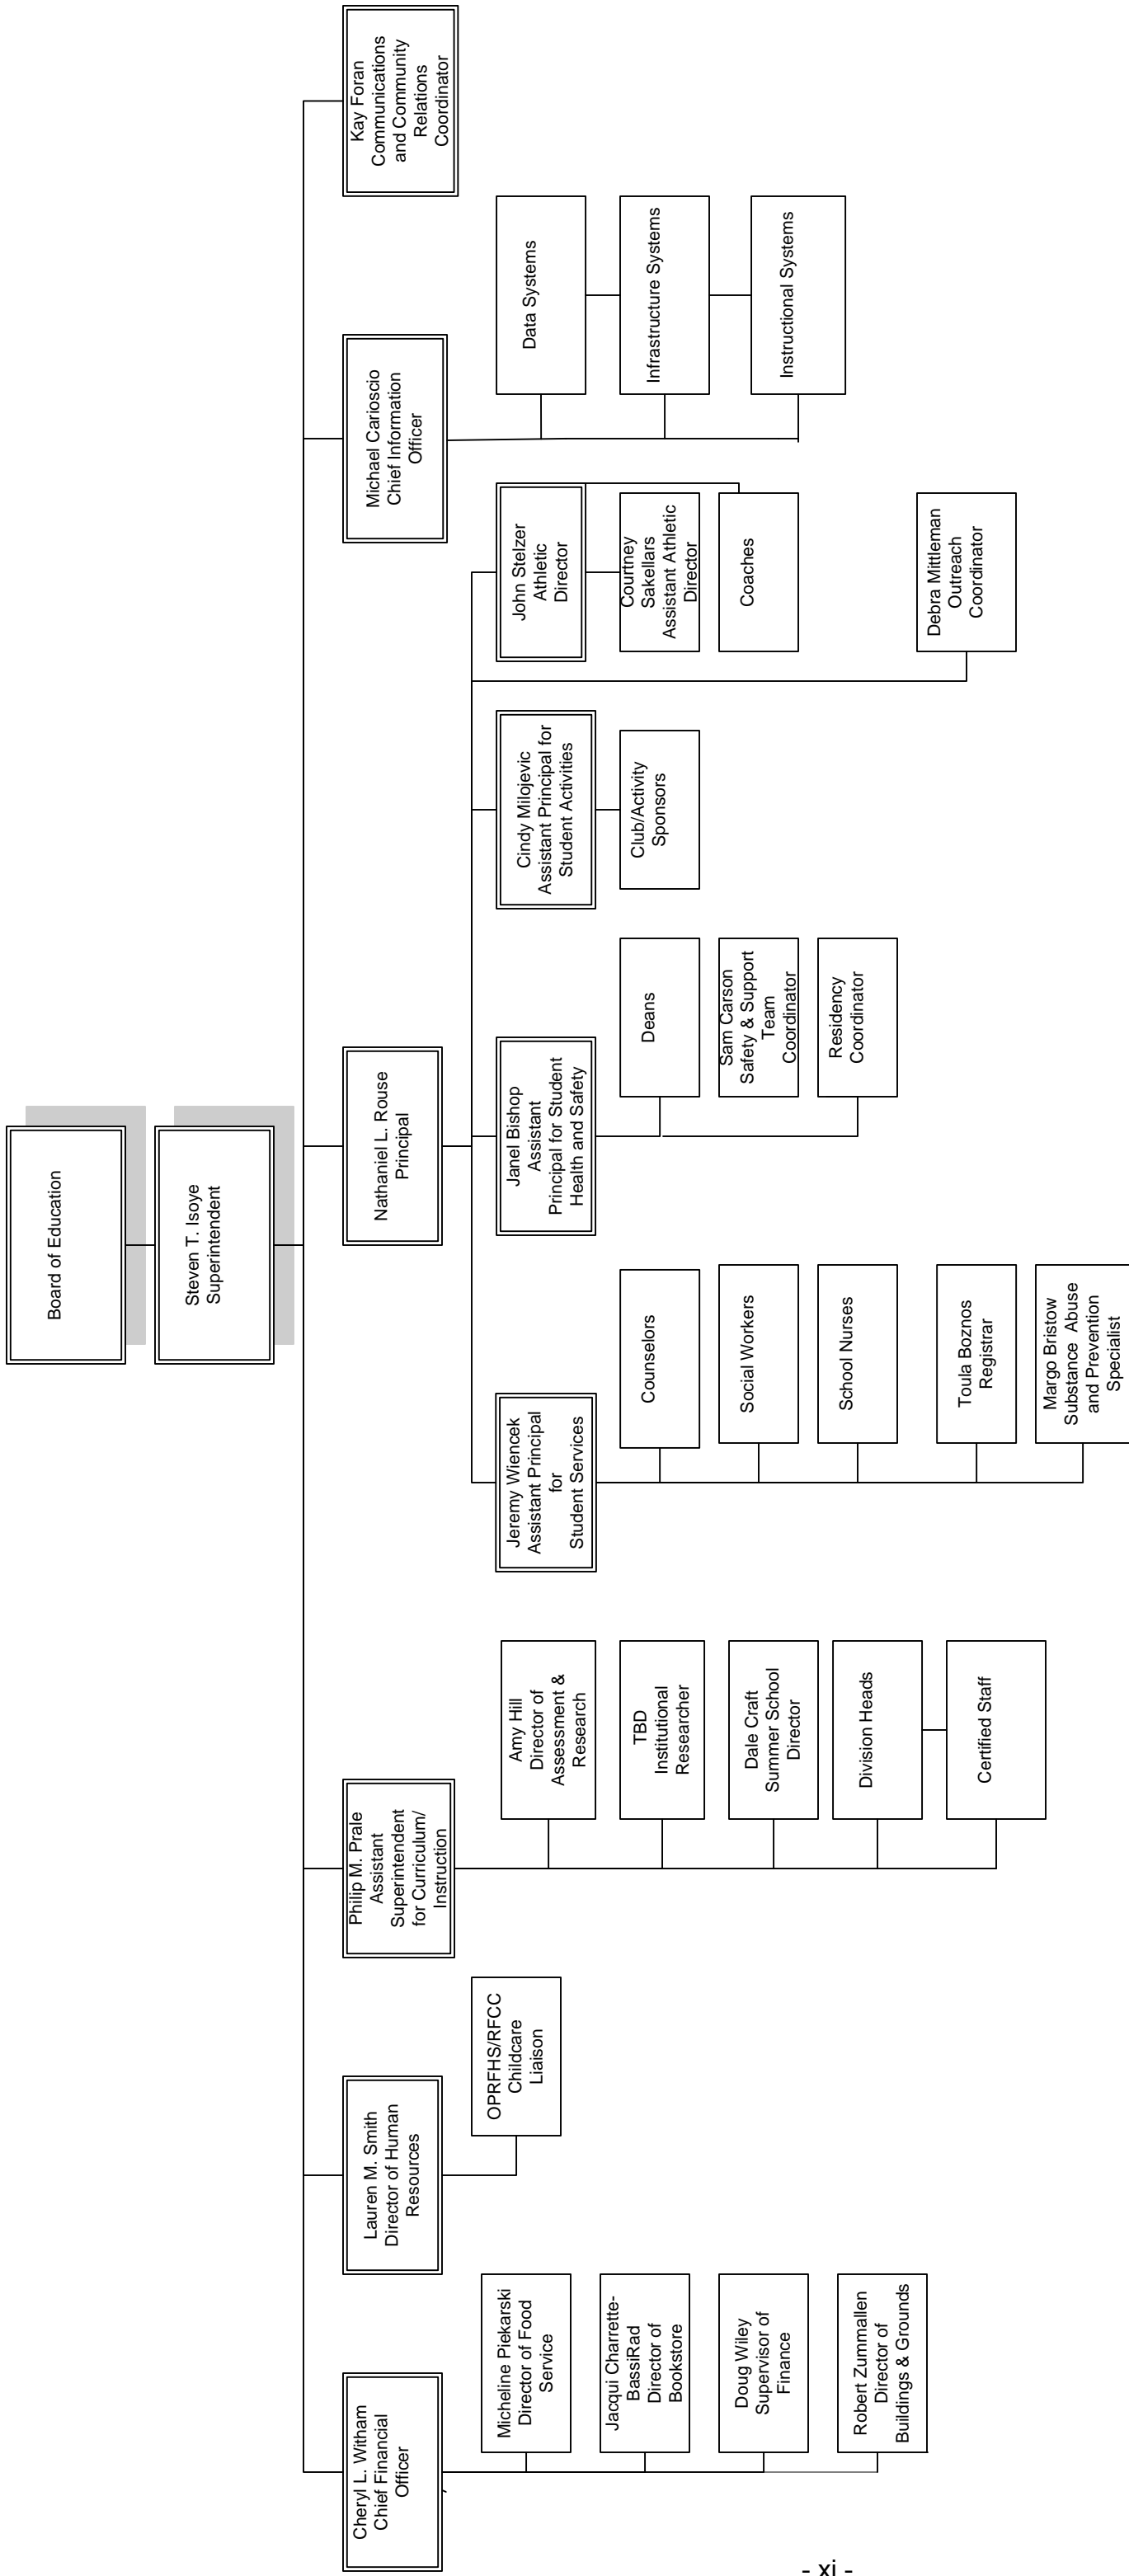 Board of Education
Steven T. Isoye
Superintendent
Cheryl L. Witham
Chief Financial
Officer
Lauren M. Smith
Director of Human
Resources
Philip M. Prale
Assistant
Superintendent
for Curriculum/
Instruction
Nathaniel L. Rouse
Principal
Michael Carioscio
Chief Information
Officer
Kay Foran
Communications
and Community
Relations
Coordinator
Micheline Piekarski
Director of Food
Service
Jacqui Charrette-
BassiRad
Director of
Bookstore
Doug Wiley
Supervisor of
Finance
Robert Zummallen
Director of
Buildings & Grounds
OPRFHS/RFCC
Childcare
Liaison
Amy Hill
Director of
Assessment &
Research
TBD
Institutional
Researcher
Dale Craft
Summer School
Director
Division Heads
Certified Staff
Jeremy Wiencek
Assistant Principal
for
Student Services
Counselors
Social Workers
School Nurses
Toula Boznos
Registrar
Margo Bristow
Substance Abuse
and Prevention
Specialist
Janel Bishop
Assistant
Principal for Student
Health and Safety
Deans
Sam Carson
Safety & Support
Team
Coordinator
Residency
Coordinator
Cindy Milojevic
Assistant Principal for
Student Activities
Club/Activity
Sponsors
John Stelzer
Athletic
Director
Courtney
Sakellars
Assistant Athletic
Director
Coaches
Debra Mittleman
Outreach
Coordinator
Data Systems
Infrastructure Systems
Instructional Systems
- xi -